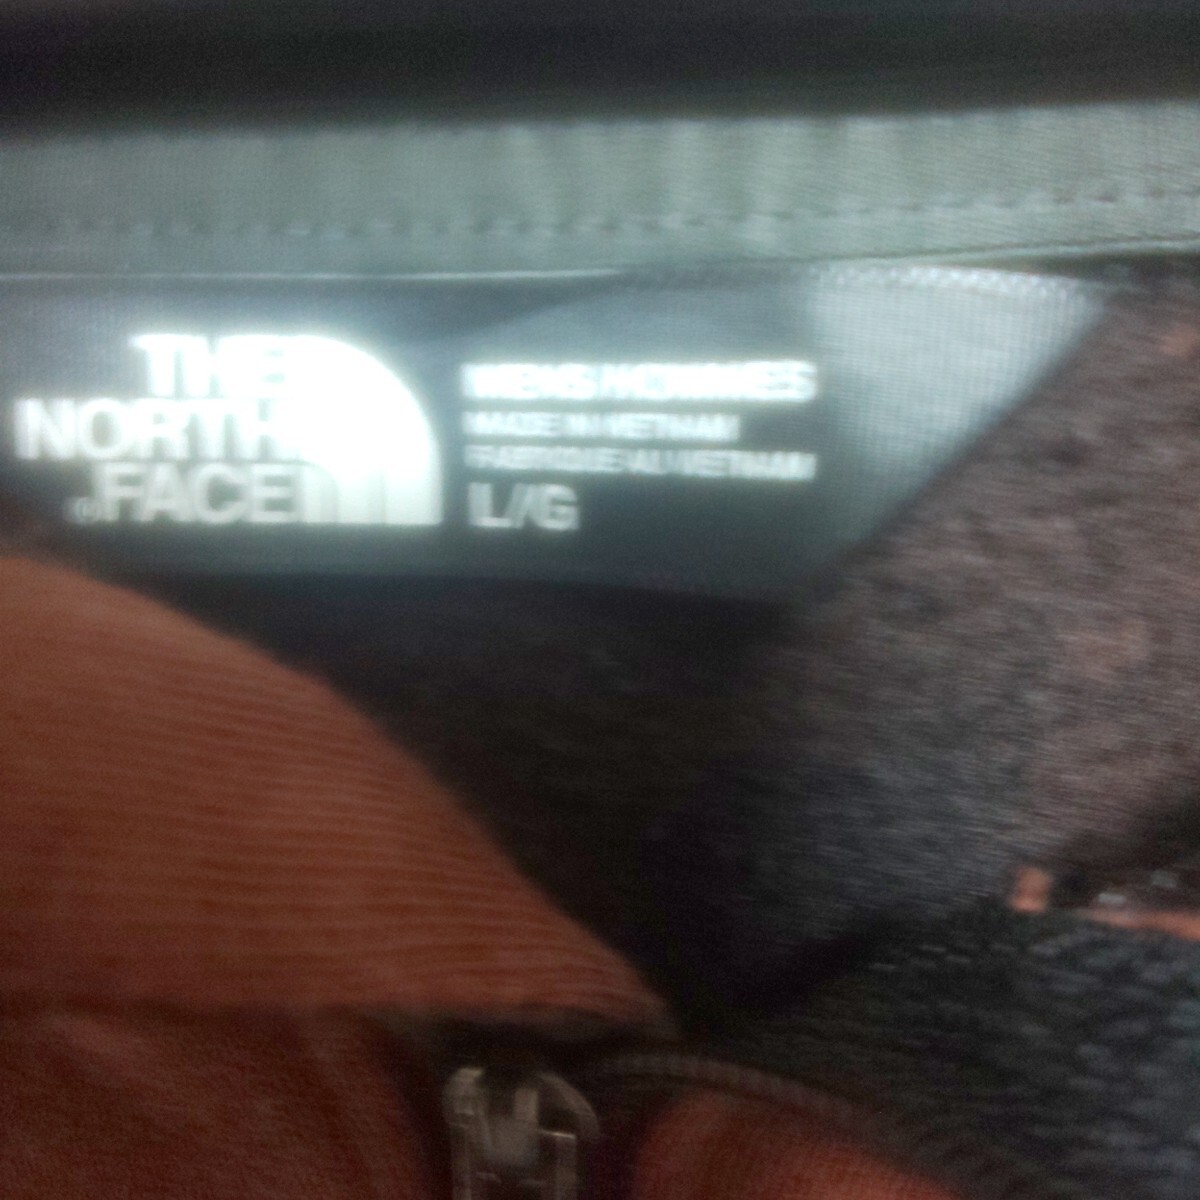 THE
NORTH
FACE
MENS HOMMES
MADE IN VIETNAM
FABRIQUE AU VIETNAM
L/G